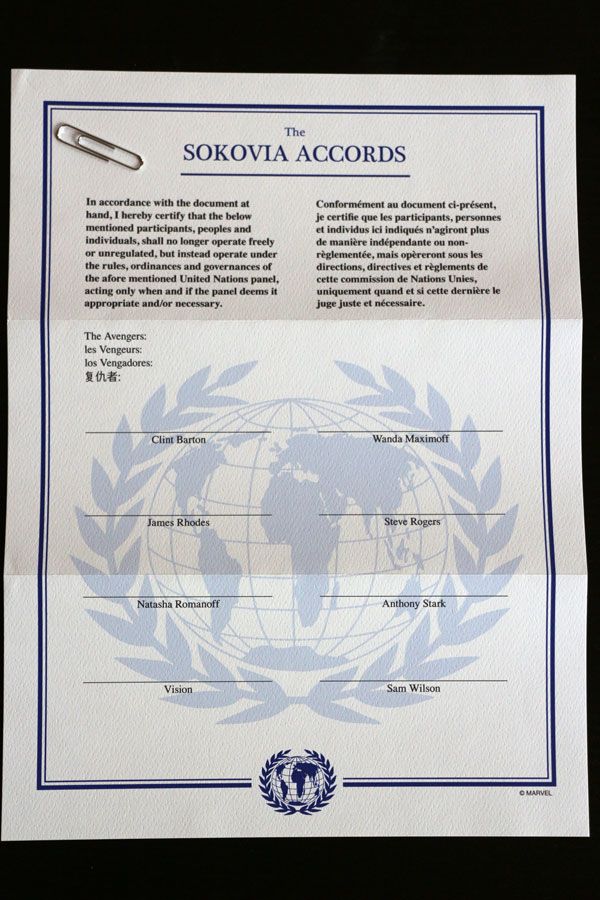 The
SOKOVIA ACCORDS
In accordance with the document at
hand, I hereby certify that the below
mentioned participants, peoples and
individuals, shall no longer operate freely
or unregulated, but instead operate under
the rules, ordinances and governances of
the afore mentioned United Nations panel,
acting only when and if the panel deems it
appropriate and/or necessary.
Conformément au document ci-présent,
je certifie que les participants, personnes
et individus ici indiqués n'agiront plus
de manière indépendante ou non-
règlementée, mais opèreront sous les
directions, directives et règlements de
cette commission de Nations Unies,
uniquement quand et si cette dernière le
juge juste et nécessaire.
The Avengers:
les Vengeurs:
los Vengadores:
复仇者:
Clint Barton
Wanda Maximoff
James Rhodes
Steve Rogers
Natasha Romanoff
Anthony Stark
Vision
Sam Wilson
© MARVEL